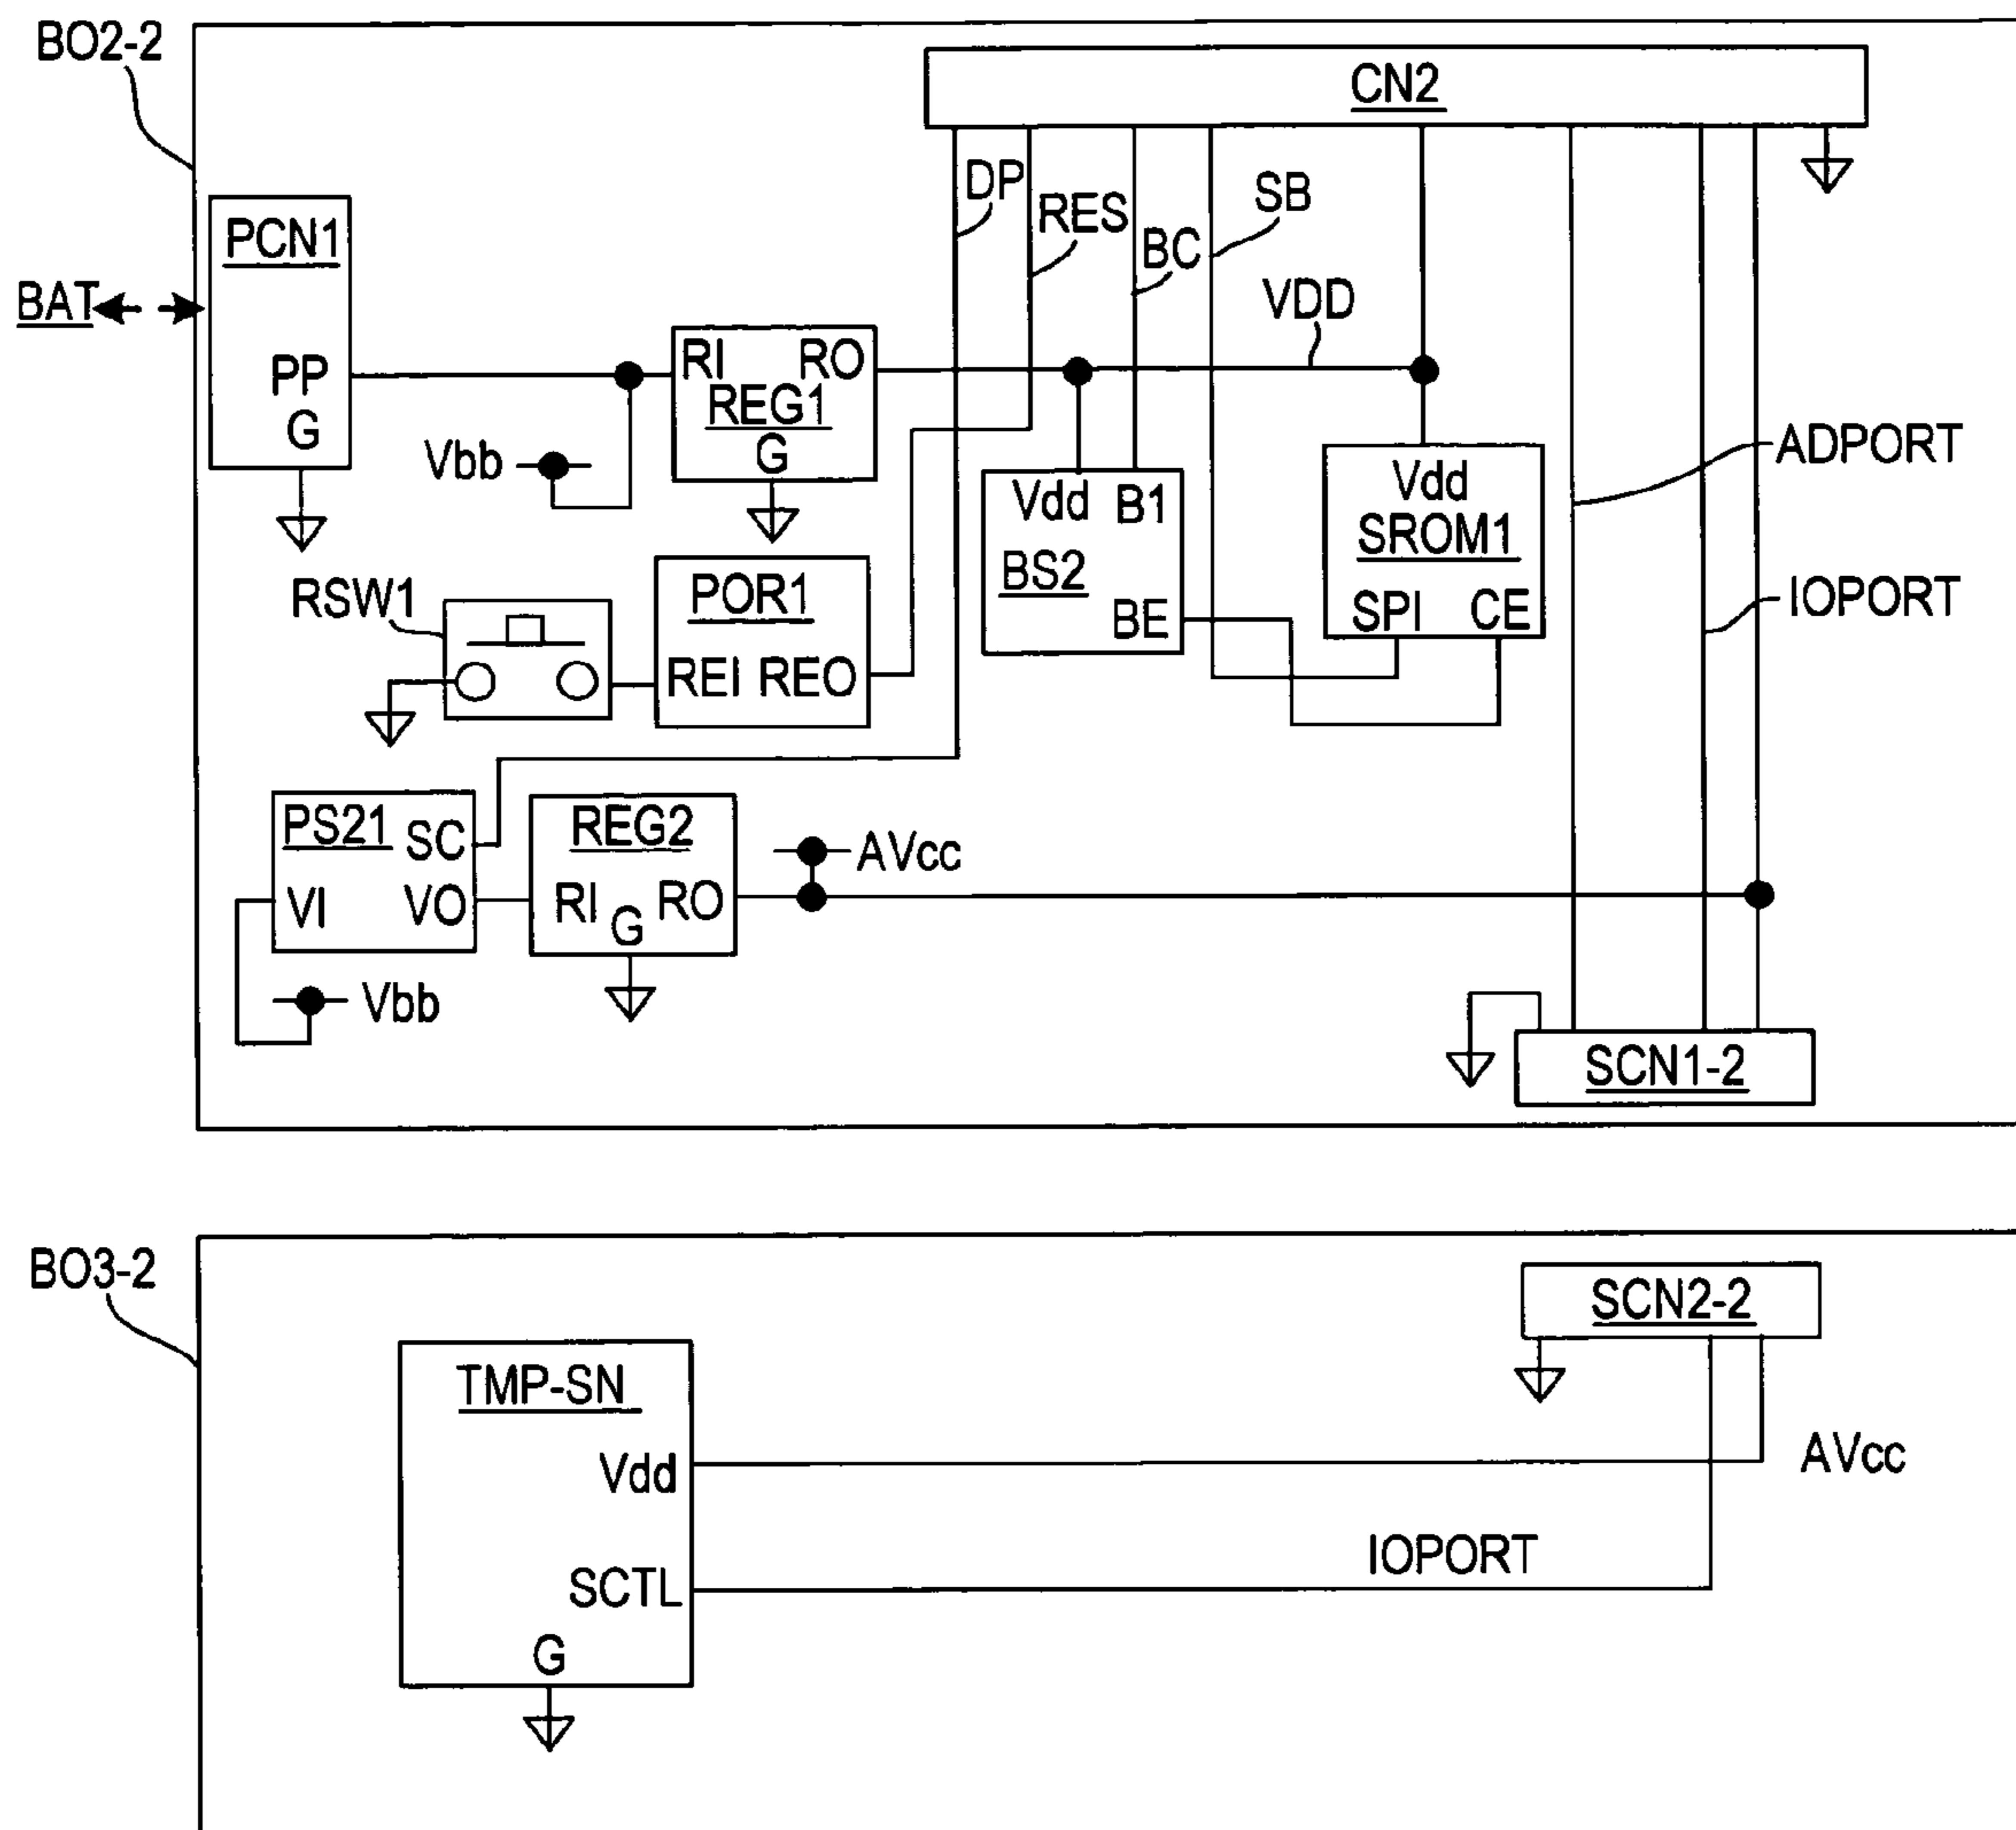 BO2-2
CN2
DP
RES
BC
SB
VDD
PCN1
BAT
PP
G
Vbb
RI RO
REG1
G
ADPORT
IOPORT
Vdd B1
BS2
BE
Vdd
SROM1
SPI CE
RSW1
POR1
REI REO
PS21
SC
VI VO
REG2
RI G RO
AVcc
Vbb
SCN1-2
BO3-2
SCN2-2
TMP-SN
Vdd
AVcc
IOPORT
SCTL
G